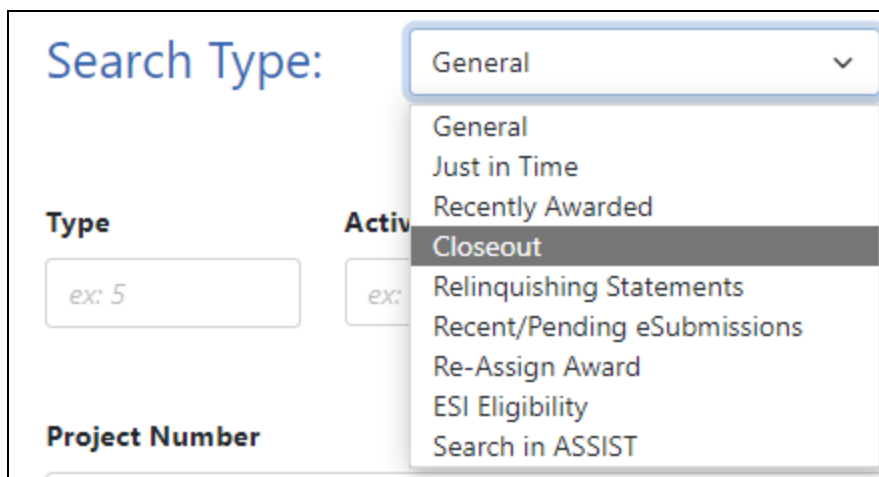 Search Type:
General
General
Just in Time
Recently Awarded
Closeout
Relinquishing Statements
Recent/Pending eSubmissions
Re-Assign Award
ESI Eligibility
Search in ASSIST
Type
Activ
ex: 5
ex:
Project Number